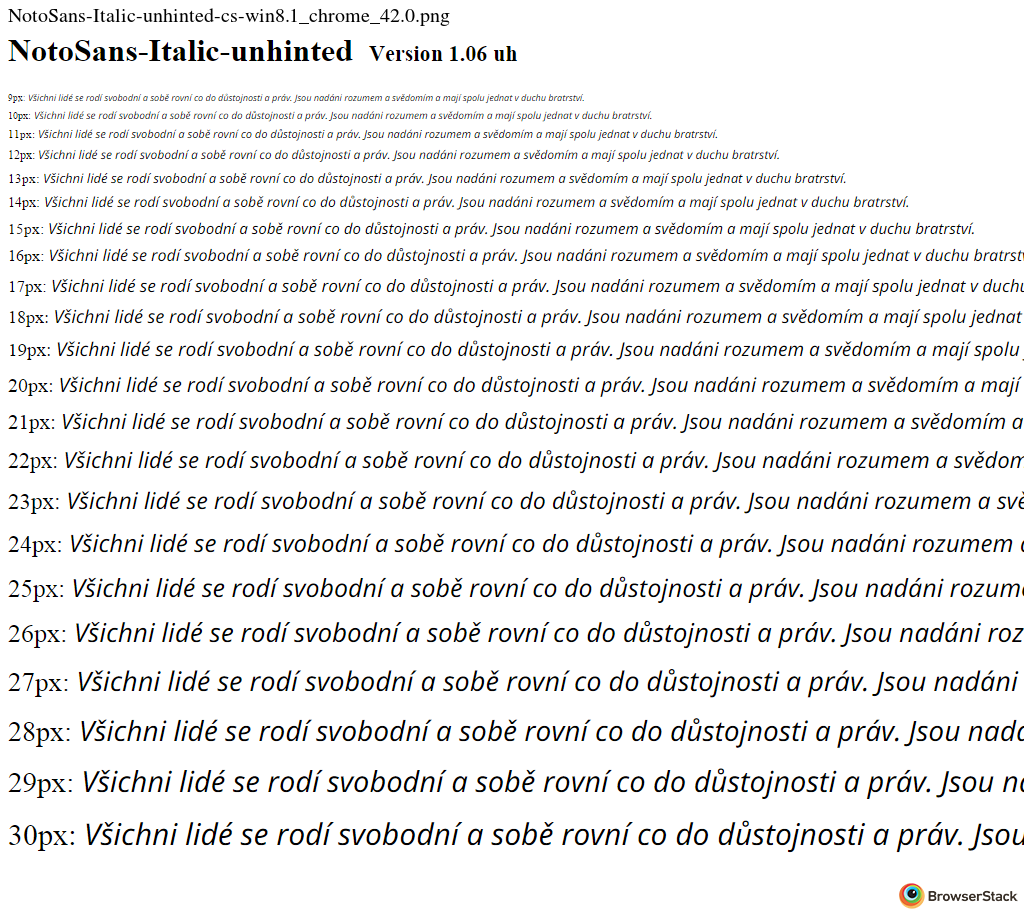 NotoSans-Italic-unhinted-cs-win8.1_chrome_42.0.png
NotoSans-Italic-unhinted Version 1.06 uh
9px: Všichni lidé se rodí svobodní a sobě rovní co do důstojnosti a práv. Jsou nadáni rozumem a svědomím a mají spolu jednat v duchu bratrství.
10px: Všichni lidé se rodí svobodní a sobě rovní co do důstojnosti a práv. Jsou nadáni rozumem a svědomím a mají spolu jednat v duchu bratrství.
11px: Všichni lidé se rodí svobodní a sobě rovní co do důstojnosti a práv. Jsou nadáni rozumem a svědomím a mají spolu jednat v duchu bratrství.
12px: Všichni lidé se rodí svobodní a sobě rovní co do důstojnosti a práv. Jsou nadáni rozumem a svědomím a mají spolu jednat v duchu bratrství.
13px: Všichni lidé se rodí svobodní a sobě rovní co do důstojnosti a práv. Jsou nadáni rozumem a svědomím a mají spolu jednat v duchu bratrství.
14px: Všichni lidé se rodí svobodní a sobě rovní co do důstojnosti a práv. Jsou nadáni rozumem a svědomím a mají spolu jednat v duchu bratrství.
15px: Všichni lidé se rodí svobodní a sobě rovní co do důstojnosti a práv. Jsou nadáni rozumem a svědomím a mají spolu jednat v duchu bratrství.
16px: Všichni lidé se rodí svobodní a sobě rovní co do důstojnosti a práv. Jsou nadáni rozumem a svědomím a mají spolu jednat v duchu bratrstv
17px: Všichni lidé se rodí svobodní a sobě rovní co do důstojnosti a práv. Jsou nadáni rozumem a svědomím a mají spolu jednat v duchu
18px: Všichni lidé se rodí svobodní a sobě rovní co do důstojnosti a práv. Jsou nadáni rozumem a svědomím a mají spolu jednat
19px: Všichni lidé se rodí svobodní a sobě rovní co do důstojnosti a práv. Jsou nadáni rozumem a svědomím a mají spolu
20px: Všichni lidé se rodí svobodní a sobě rovní co do důstojnosti a práv. Jsou nadáni rozumem a svědomím a mají
21px: Všichni lidé se rodí svobodní a sobě rovní co do důstojnosti a práv. Jsou nadáni rozumem a svědomím a
22px: Všichni lidé se rodí svobodní a sobě rovní co do důstojnosti a práv. Jsou nadáni rozumem a svědom
23px: Všichni lidé se rodí svobodní a sobě rovní co do důstojnosti a práv. Jsou nadáni rozumem a svě
24px: Všichni lidé se rodí svobodní a sobě rovní co do důstojnosti a práv. Jsou nadáni rozumem a
25px: Všichni lidé se rodí svobodní a sobě rovní co do důstojnosti a práv. Jsou nadáni rozume
26px: Všichni lidé se rodí svobodní a sobě rovní co do důstojnosti a práv. Jsou nadáni roz
27px: Všichni lidé se rodí svobodní a sobě rovní co do důstojnosti a práv. Jsou nadáni
28px: Všichni lidé se rodí svobodní a sobě rovní co do důstojnosti a práv. Jsou nadá
29px: Všichni lidé se rodí svobodní a sobě rovní co do důstojnosti a práv. Jsou na
30px: Všichni lidé se rodí svobodní a sobě rovní co do důstojnosti a práv. Jsou
BrowserStack